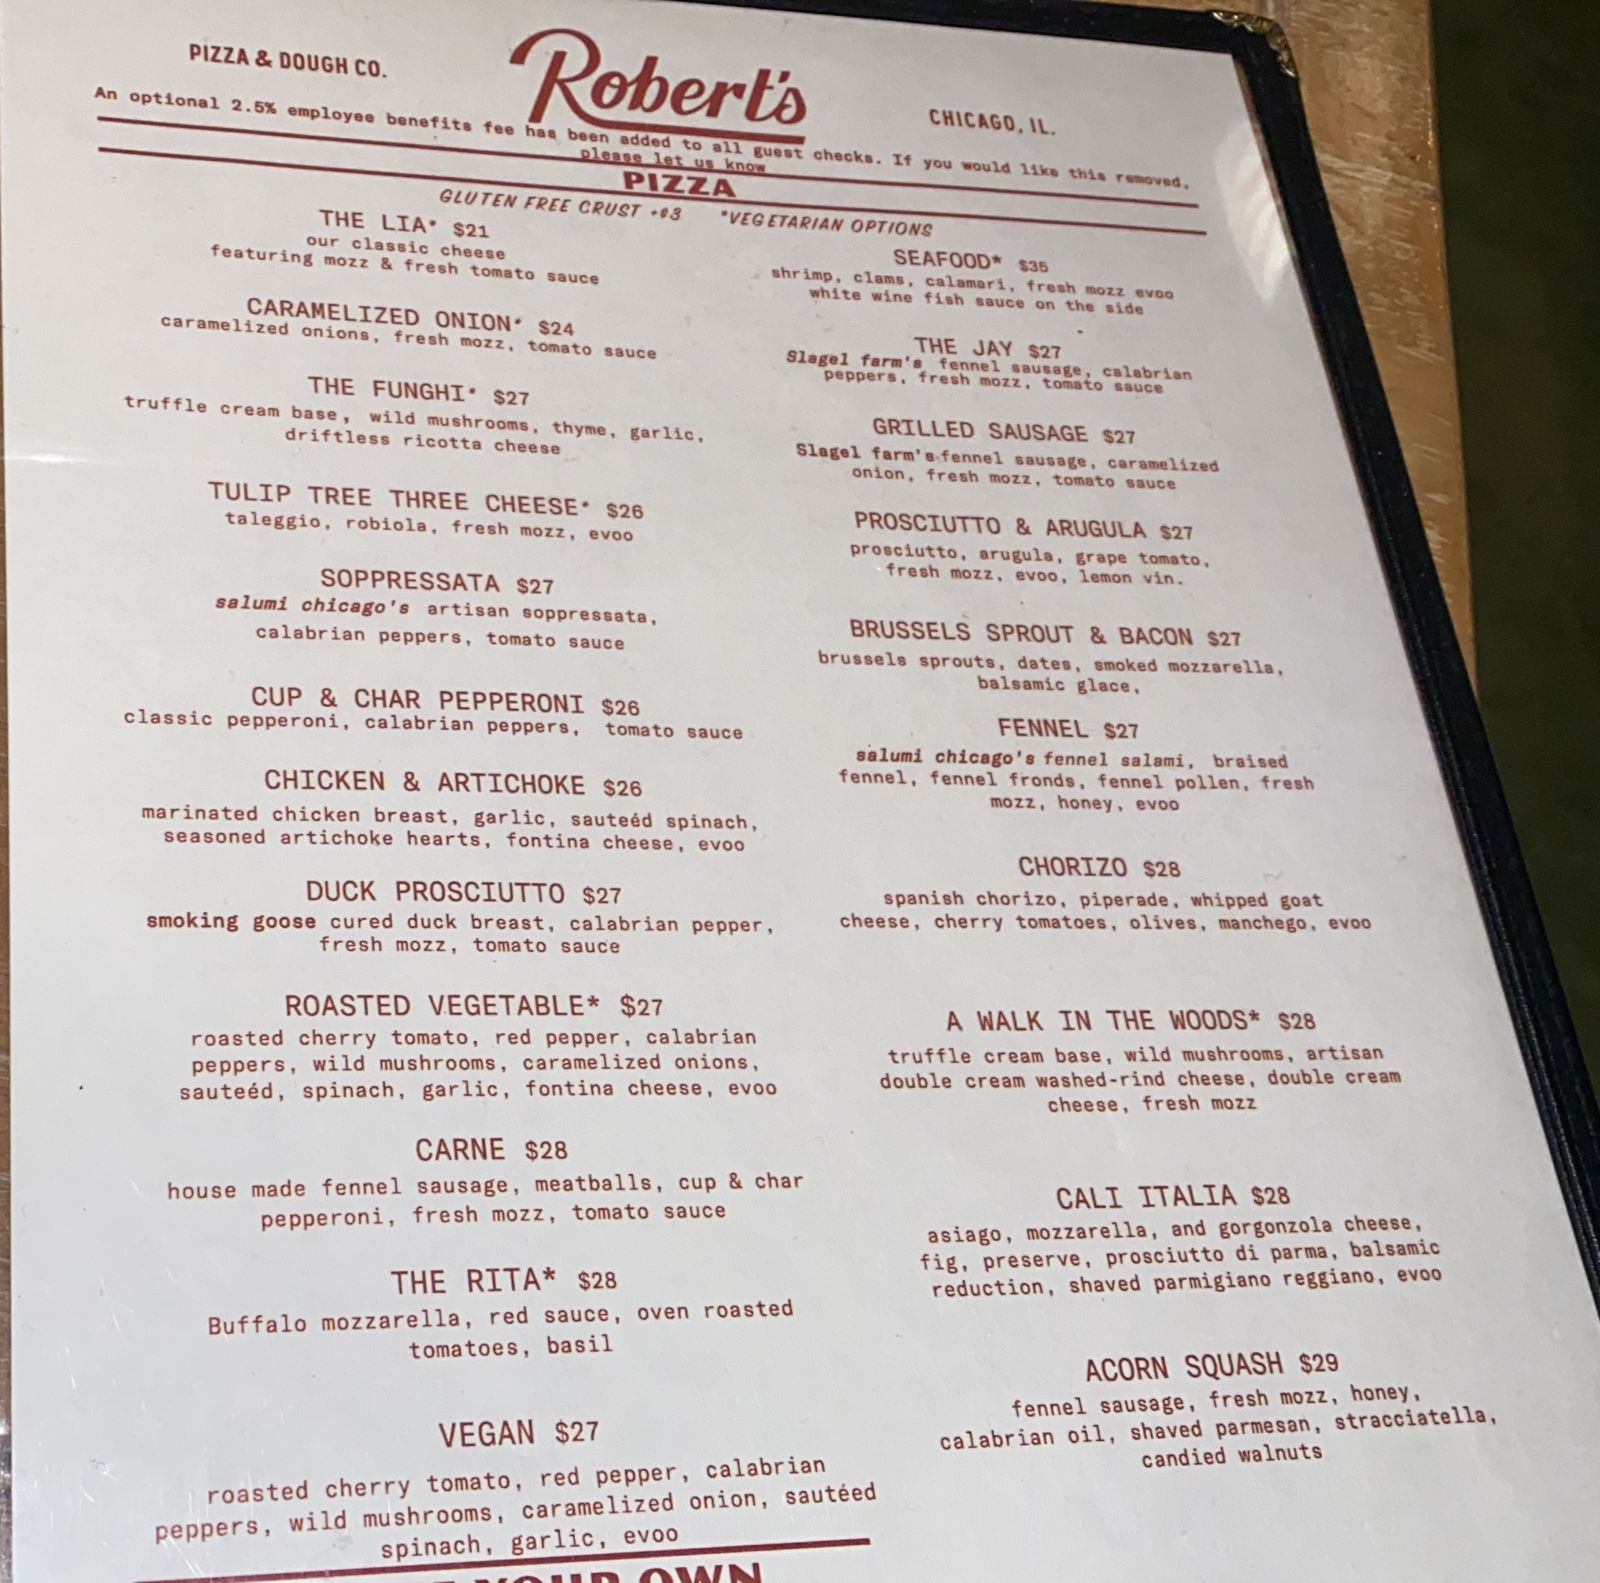 PIZZA & DOUGH CO.
Robert's
CHICAGO, IL.
An optional 2.5% employee benefits fee has been added to all guest checks. If you would like this removed,
please let us know
PIZZA
GLUTEN FREE CRUST +$3 *VEGETARIAN OPTIONS
THE LIA* $21
our classic cheese
featuring mozz & fresh tomato sauce
CARAMELIZED ONION* $24
caramelized onions, fresh mozz, tomato sauce
THE FUNGHI* $27
truffle cream base, wild mushrooms, thyme, garlic,
driftless ricotta cheese
TULIP TREE THREE CHEESE* $26
taleggio, robiola, fresh mozz, evoo
SOPPRESSATA $27
salumi chicago's artisan soppressata,
calabrian peppers, tomato sauce
CUP & CHAR PEPPERONI $26
classic pepperoni, calabrian peppers, tomato sauce
CHICKEN & ARTICHOKE $26
marinated chicken breast, garlic, sauteéd spinach,
seasoned artichoke hearts, fontina cheese, evoo
DUCK PROSCIUTTO $27
smoking goose cured duck breast, calabrian pepper,
fresh mozz, tomato sauce
ROASTED VEGETABLE* $27
roasted cherry tomato, red pepper, calabrian
peppers, wild mushrooms, caramelized onions,
sauteéd, spinach, garlic, fontina cheese, evoo
CARNE $28
house made fennel sausage, meatballs, cup & char
pepperoni, fresh mozz, tomato sauce
THE RITA* $28
Buffalo mozzarella, red sauce, oven roasted
tomatoes, basil
VEGAN $27
roasted cherry tomato, red pepper, calabrian
peppers, wild mushrooms, caramelized onion, sautéed
spinach, garlic, evoo
SEAFOOD* $35
shrimp, clams, calamari, fresh mozz evoo
white wine fish sauce on the side
THE JAY $27
Slagel farm's fennel sausage, calabrian
peppers, fresh mozz, tomato sauce
GRILLED SAUSAGE $27
Slagel farm's fennel sausage, caramelized
onion, fresh mozz, tomato sauce
PROSCIUTTO & ARUGULA $27
prosciutto, arugula, grape tomato,
fresh mozz, evoo, lemon vin.
BRUSSELS SPROUT & BACON $27
brussels sprouts, dates, smoked mozzarella,
balsamic glace,
FENNEL $27
salumi chicago's fennel salami, braised
fennel, fennel fronds, fennel pollen, fresh
mozz, honey, evoo
CHORIZO $28
spanish chorizo, piperade, whipped goat
cheese, cherry tomatoes, olives, manchego, evoo
A WALK IN THE WOODS* $28
truffle cream base, wild mushrooms, artisan
double cream washed-rind cheese, double cream
cheese, fresh mozz
CALI ITALIA $28
asiago, mozzarella, and gorgonzola cheese,
fig, preserve, prosciutto di parma, balsamic
reduction, shaved parmigiano reggiano, evoo
ACORN SQUASH $29
fennel sausage, fresh mozz, honey,
calabrian oil, shaved parmesan, stracciatella,
candied walnuts
YOUR OWN